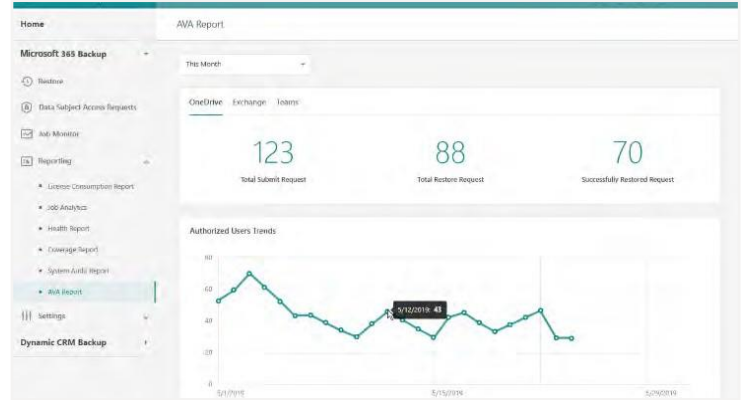 Home
AVA Report
Microsoft 365 Backup
This Month
Restore
Data Subject Access Requests
OneDrive Exchange Teams
Job Monitor
123
88
70
Reporting
Total Submit Request
Total Restore Request
Successfully Restored Request
License Consumption Report
Job Analytics
Health Report
Authorized Users Trends
Coverage Report
80
System Audit Report
60
AVA Report
5/12/2019: 43
Settings
40
Dynamic CRM Backup
20
0
5/1/2019
5/15/2019
5/29/2019